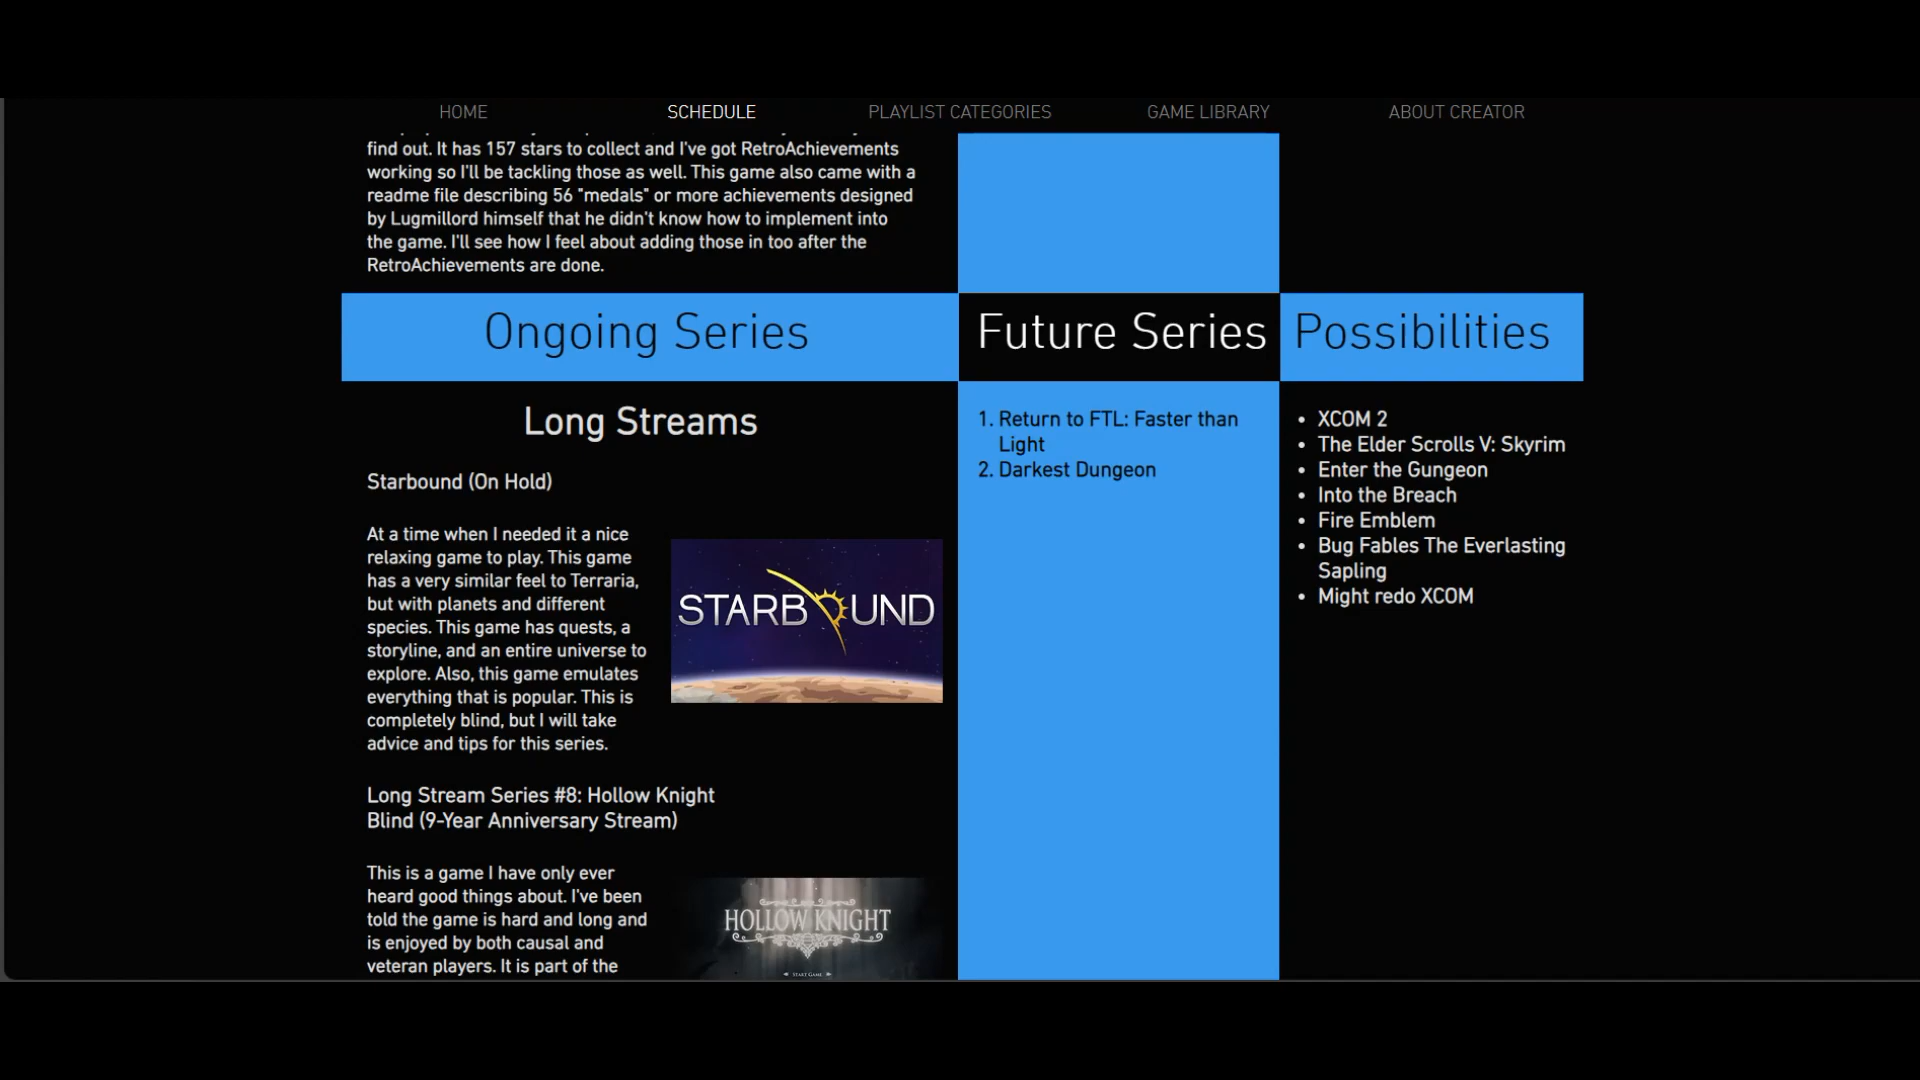 HOME
SCHEDULE
PLAYLIST CATEGORIES
GAME LIBRARY
ABOUT CREATOR
find out. It has 157 stars to collect and I've got RetroAchievements
working so I'll be tackling those as well. This game also came with a
readme file describing 56 "medals" or more achievements designed
by Lugmillord himself that he didn't know how to implement into
the game. I'll see how I feel about adding those in too after the
RetroAchievements are done.
Ongoing Series
Long Streams
Starbound (On Hold)
At a time when I needed it a nice
relaxing game to play. This game
has a very similar feel to Terraria,
but with planets and different
species. This game has quests, a
storyline, and an entire universe to
explore. Also, this game emulates
everything that is popular. This is
completely blind, but I will take
advice and tips for this series.
STARBOUND
Long Stream Series #8: Hollow Knight
Blind (9-Year Anniversary Stream)
This is a game I have only ever
heard good things about. I've been
told the game is hard and long and
is enjoyed by both causal and
veteran players. It is part of the
HOLLOW KNIGHT
START GAME
Future Series
1. Return to FTL: Faster than
Light
2. Darkest Dungeon
Possibilities
• XCOM 2
• The Elder Scrolls V: Skyrim
• Enter the Gungeon
• Into the Breach
• Fire Emblem
• Bug Fables The Everlasting
Sapling
• Might redo XCOM